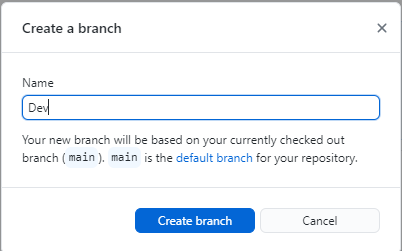 Create a branch
Name
Dev
Your new branch will be based on your currently checked out
branch (main). main is the default branch for your repository.
Create branch
Cancel